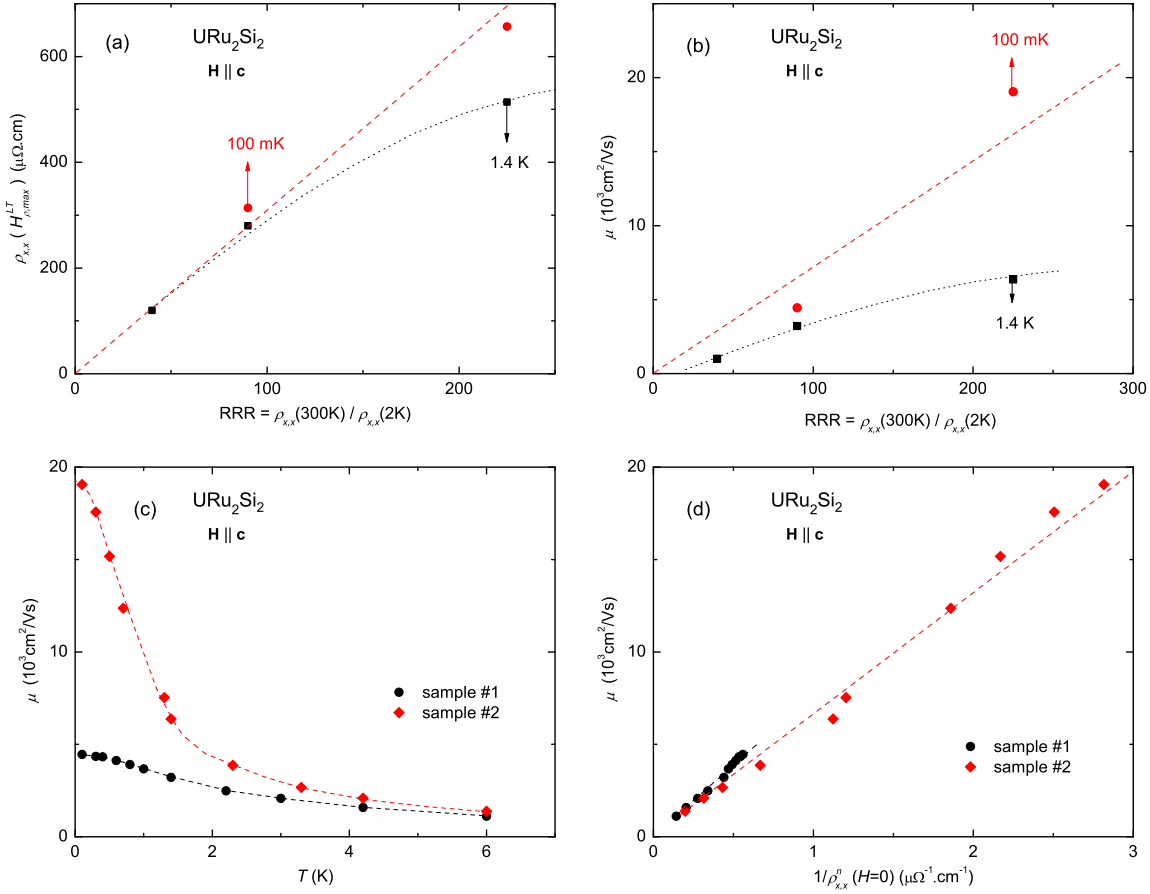 (a)
URu₂Si₂
H || c
100 mK
1.4 K
600
400
200
0
0
100
200
ρx,x ( H^LT ρ,max ) (μΩ.cm)
RRR = ρx,x(300K) / ρx,x(2K)
(b)
URu₂Si₂
H || c
100 mK
1.4 K
20
10
0
0
100
200
300
μ (10³cm²/Vs)
RRR = ρx,x(300K) / ρx,x(2K)
(c)
URu₂Si₂
H || c
sample #1
sample #2
20
10
0
0
2
4
6
μ (10³cm²/Vs)
T (K)
(d)
URu₂Si₂
H || c
sample #1
sample #2
20
10
0
0
1
2
3
μ (10³cm²/Vs)
1/ρⁿx,x (H=0) (μΩ⁻¹.cm⁻¹)